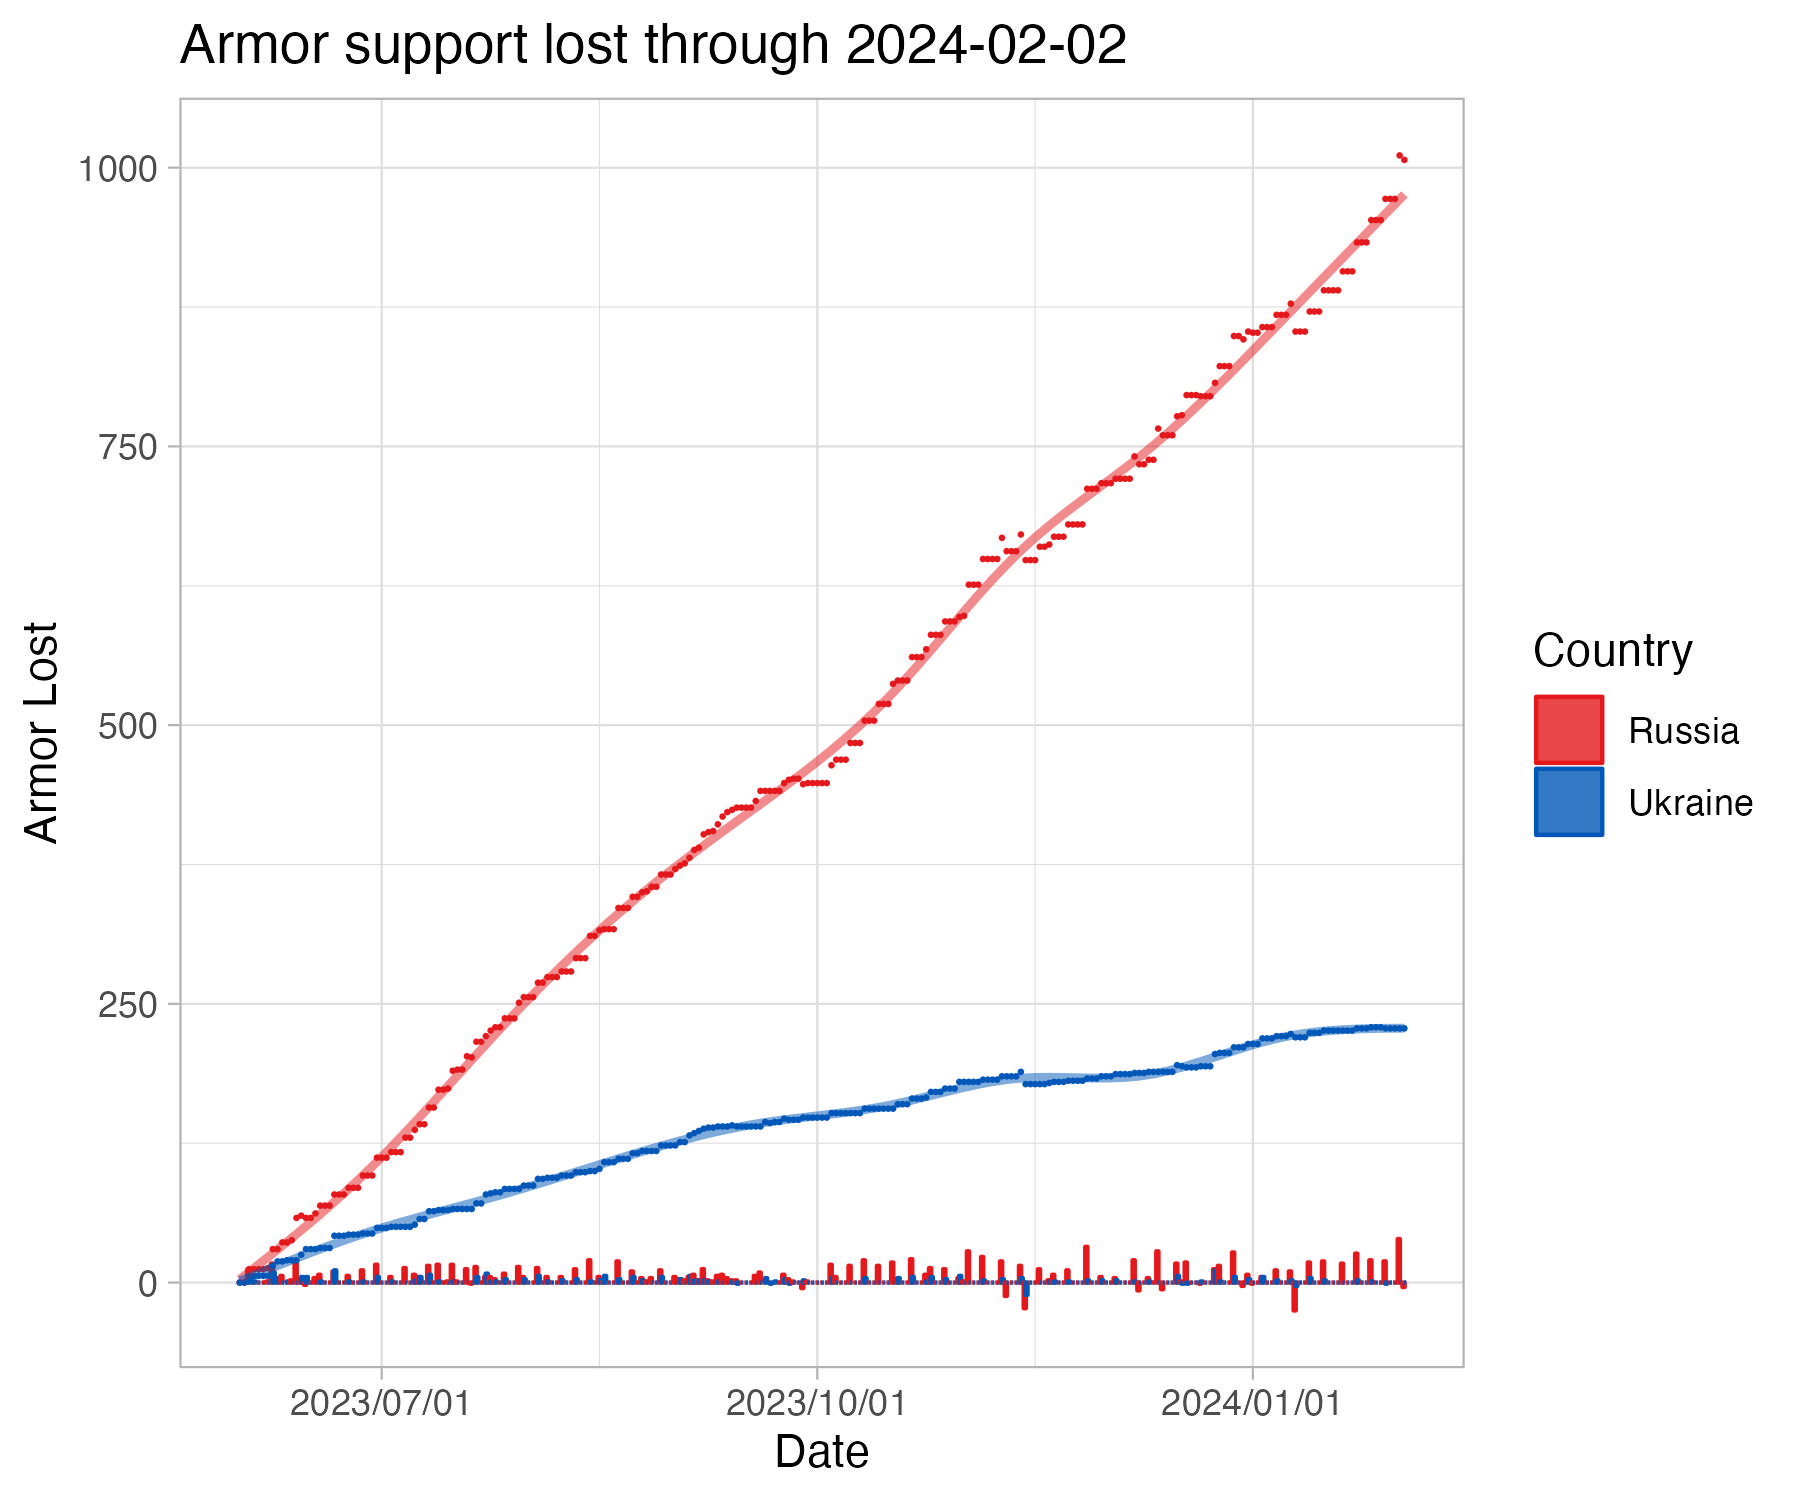 Armor support lost through 2024-02-02
Armor Lost
1000
750
500
250
0
2023/07/01
2023/10/01
2024/01/01
Date
Country
Russia
Ukraine